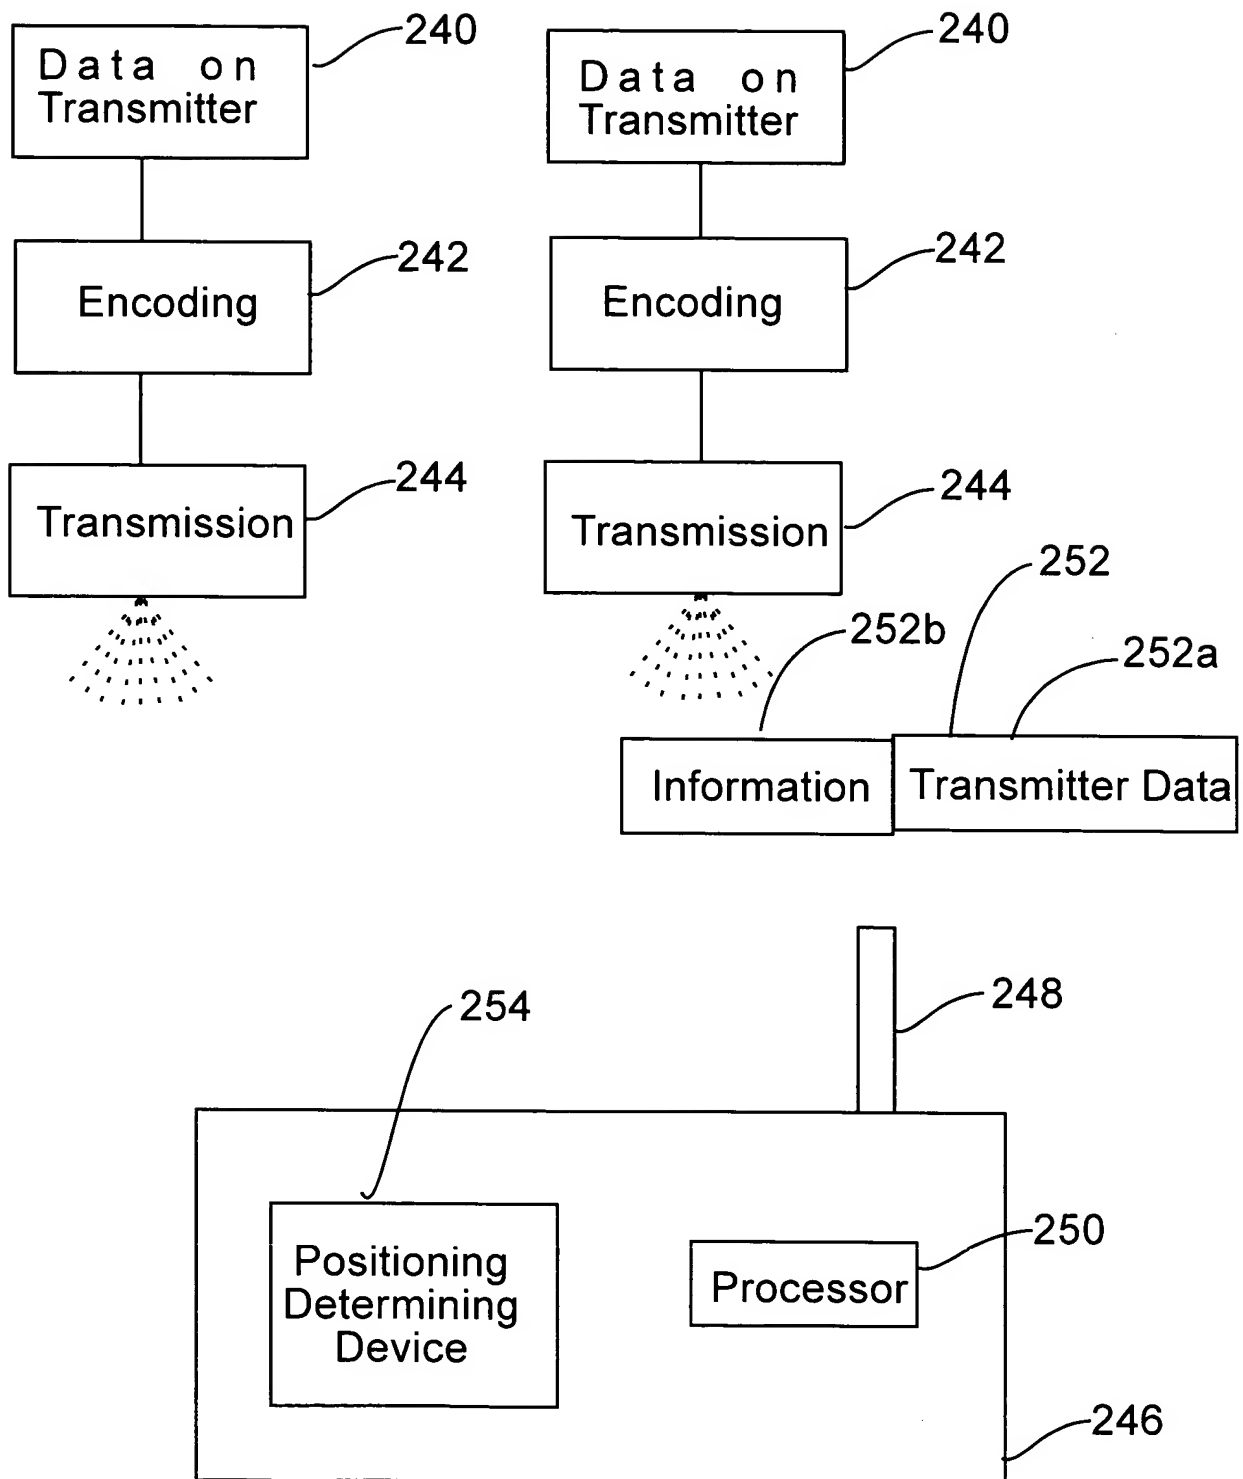 240
Data on
Transmitter
240
Data on
Transmitter
242
Encoding
242
Encoding
244
Transmission
244
Transmission
252
252b
252a
Information
Transmitter Data
248
254
250
Positioning
Determining
Device
Processor
246